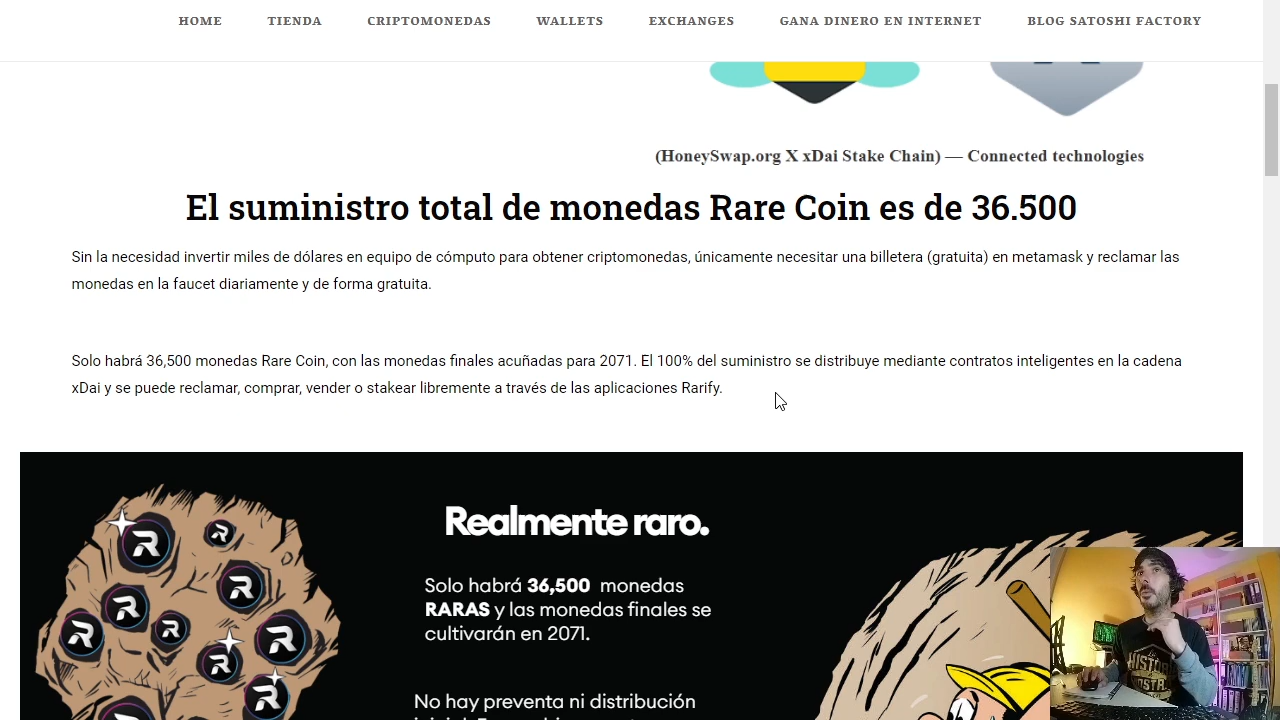 HOME TIENDA CRIPTOMONEDAS WALLETS EXCHANGES GANA DINERO EN INTERNET BLOG SATOSHI FACTORY
(HoneySwap.org X xDai Stake Chain) — Connected technologies
El suministro total de monedas Rare Coin es de 36.500
Sin la necesidad invertir miles de dólares en equipo de cómputo para obtener criptomonedas, únicamente necesitar una billetera (gratuita) en metamask y reclamar las
monedas en la faucet diariamente y de forma gratuita.
Solo habrá 36,500 monedas Rare Coin, con las monedas finales acuñadas para 2071. El 100% del suministro se distribuye mediante contratos inteligentes en la cadena
xDai y se puede reclamar, comprar, vender o stakear libremente a través de las aplicaciones Rarify.
Realmente raro.
Solo habrá 36,500 monedas
RARAS y las monedas finales se
cultivarán en 2071.
No hay preventa ni distribución